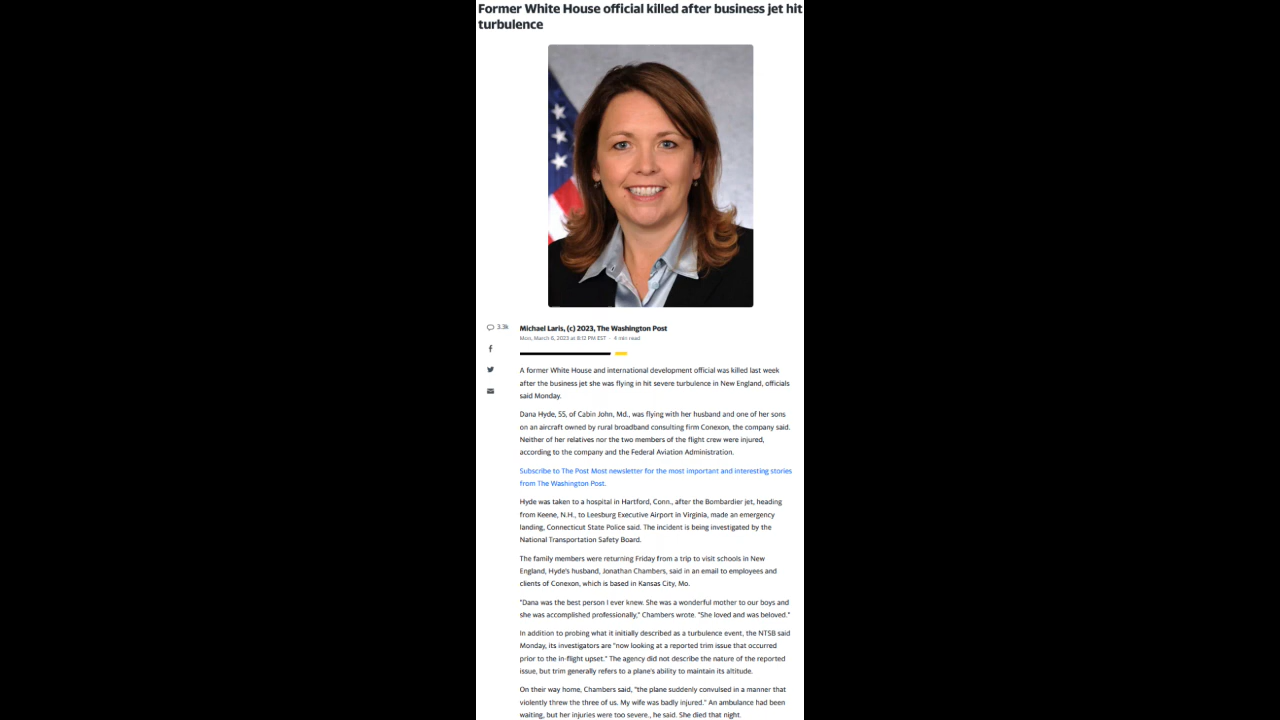 Former White House official killed after business jet hit
turbulence
3.3k
Michael Laris, (c) 2023, The Washington Post
Mon, March 6, 2023 at 8:12 PM EST · 4 min read
A former White House and international development official was killed last week
after the business jet she was flying in hit severe turbulence in New England, officials
said Monday.
Dana Hyde, 55, of Cabin John, Md., was flying with her husband and one of her sons
on an aircraft owned by rural broadband consulting firm Conexon, the company said.
Neither of her relatives nor the two members of the flight crew were injured,
according to the company and the Federal Aviation Administration.
Subscribe to The Post Most newsletter for the most important and interesting stories
from The Washington Post.
Hyde was taken to a hospital in Hartford, Conn., after the Bombardier jet, heading
from Keene, N.H., to Leesburg Executive Airport in Virginia, made an emergency
landing, Connecticut State Police said. The incident is being investigated by the
National Transportation Safety Board.
The family members were returning Friday from a trip to visit schools in New
England, Hyde's husband, Jonathan Chambers, said in an email to employees and
clients of Conexon, which is based in Kansas City, Mo.
"Dana was the best person I ever knew. She was a wonderful mother to our boys and
she was accomplished professionally," Chambers wrote. "She loved and was beloved."
In addition to probing what it initially described as a turbulence event, the NTSB said
Monday, its investigators are "now looking at a reported trim issue that occurred
prior to the in-flight upset." The agency did not describe the nature of the reported
issue, but trim generally refers to a plane's ability to maintain its altitude.
On their way home, Chambers said, "the plane suddenly convulsed in a manner that
violently threw the three of us. My wife was badly injured." An ambulance had been
waiting, but her injuries were too severe., he said. She died that night.